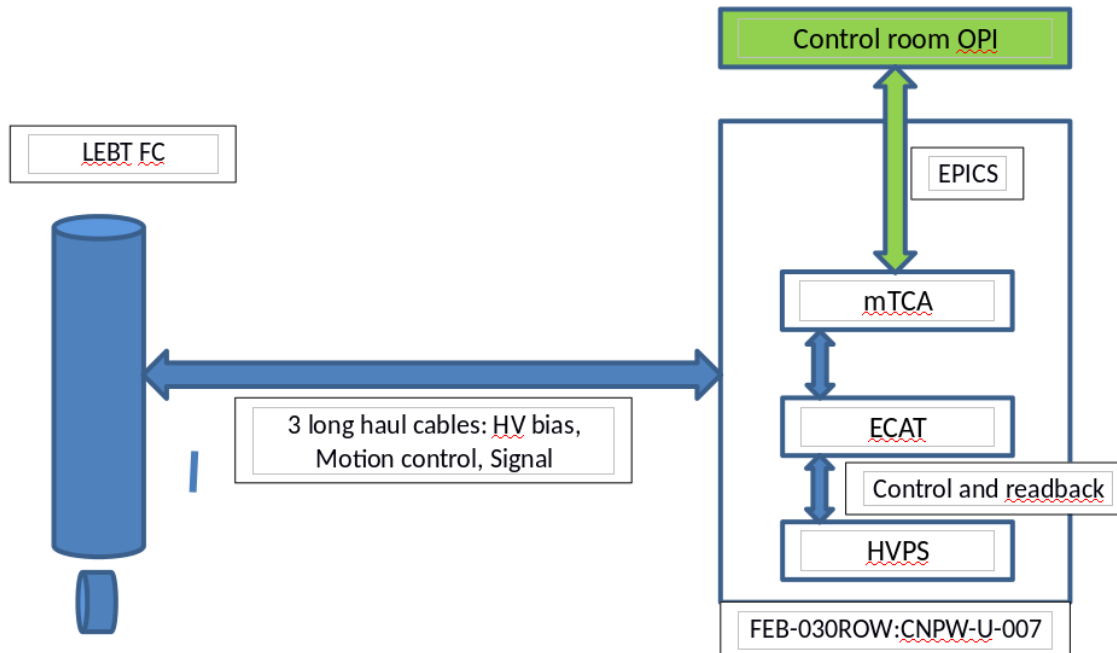 Control room OPI
LEBT FC
EPICS
mTCA
3 long haul cables: HV bias,
Motion control, Signal
ECAT
Control and readback
HVPS
FEB-030ROW:CNPW-U-007